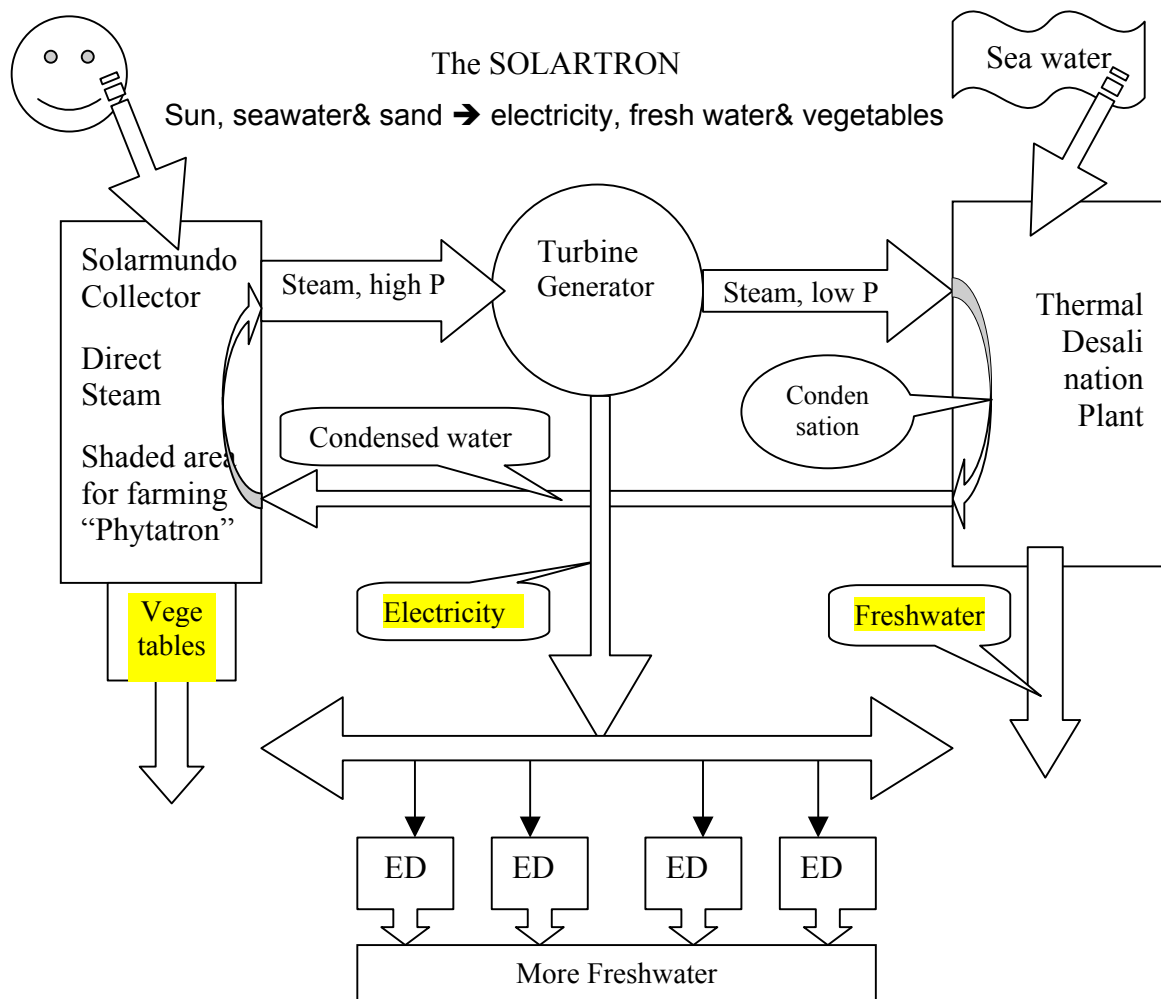 The SOLARTRON
Sun, seawater& sand ➔ electricity, fresh water& vegetables
Sea water
Solarmundo
Collector
Direct
Steam
Shaded area
for farming
“Phytatron”
Steam, high P
Turbine
Generator
Steam, low P
Thermal
Desali
nation
Plant
Conden
sation
Condensed water
Electricity
Freshwater
Vege
tables
ED
ED
ED
ED
More Freshwater